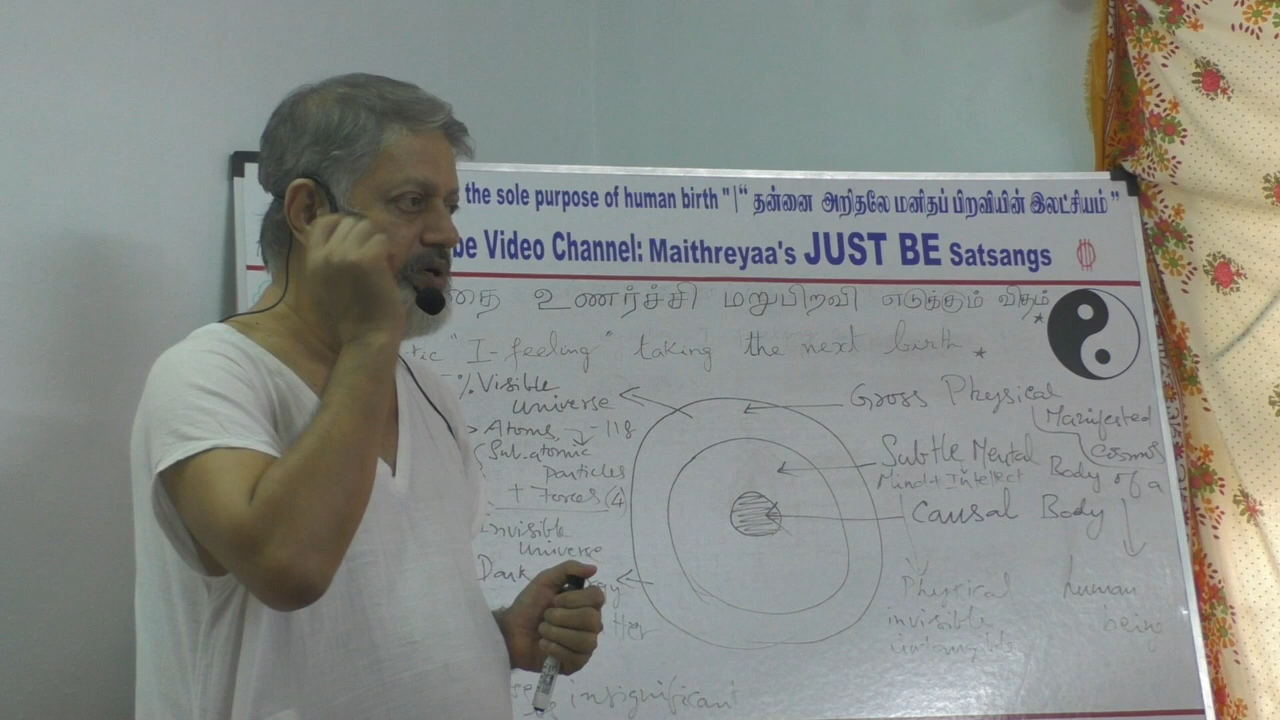 the sole purpose of human birth " | “ தன்னை அறிதலே மனிதப் பிறவியின் இலட்சியம் ”
be Video Channel: Maithreyaa's JUST BE Satsangs
தை உணர்ச்சி மறுபிறவி எடுக்கும் விதம்
tic "I-feeling" taking the next birth
% Visible
universe
Gross Physical
Manifested
Cosmos
> Atoms, - 118
Sub.atomic
particles
+ Forces (4)
Subtle Mental Body of a
Mind + Intellect
Causal Body
invisible
universe
Dark
Physical human
invisible being
insignificant